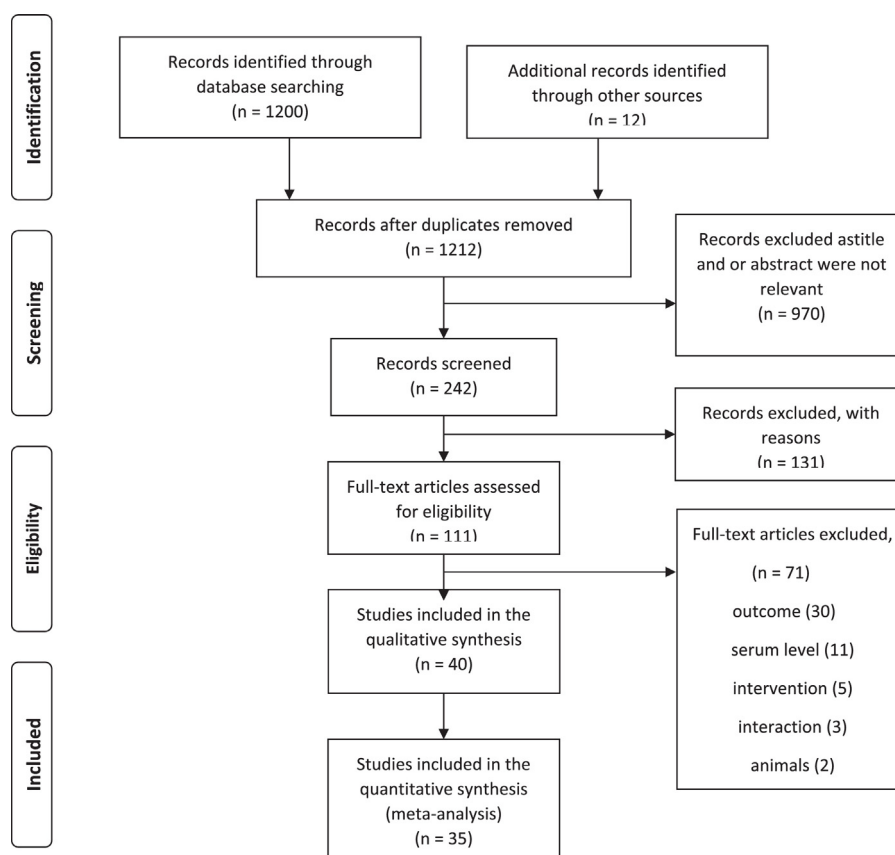 Identification
Records identified through
database searching
(n = 1200)
Additional records identified
through other sources
(n = 12)
Records after duplicates removed
(n = 1212)
Screening
Records excluded astitle
and or abstract were not
relevant
(n = 970)
Records screened
(n = 242)
Records excluded, with
reasons
(n = 131)
Eligibility
Full-text articles assessed
for eligibility
(n = 111)
Full-text articles excluded,
(n = 71)
outcome (30)
serum level (11)
intervention (5)
interaction (3)
animals (2)
Studies included in the
qualitative synthesis
(n = 40)
Included
Studies included in the
quantitative synthesis
(meta-analysis)
(n = 35)